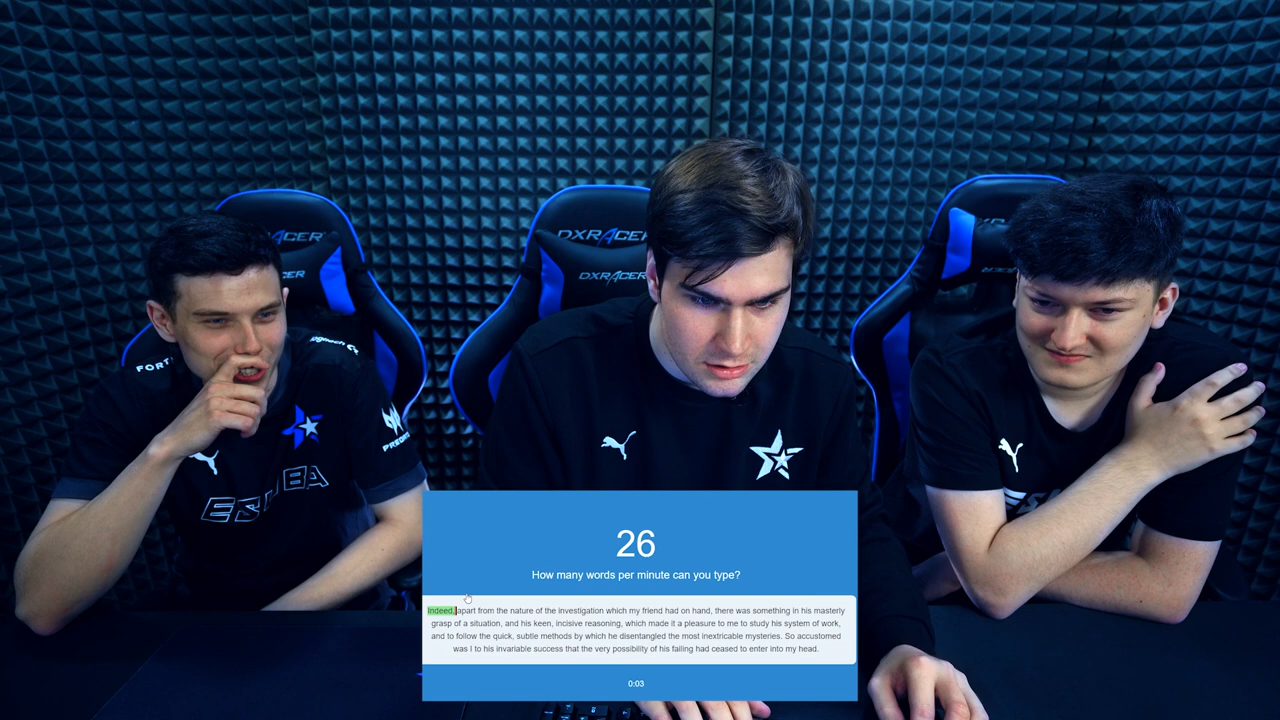 DXRACER
DXRACER
FORT
logitech G
PREDATOR
26
How many words per minute can you type?
Indeed, apart from the nature of the investigation which my friend had on hand, there was something in his masterly
grasp of a situation, and his keen, incisive reasoning, which made it a pleasure to me to study his system of work,
and to follow the quick, subtle methods by which he disentangled the most inextricable mysteries. So accustomed
was I to his invariable success that the very possibility of his failing had ceased to enter into my head.
0:03